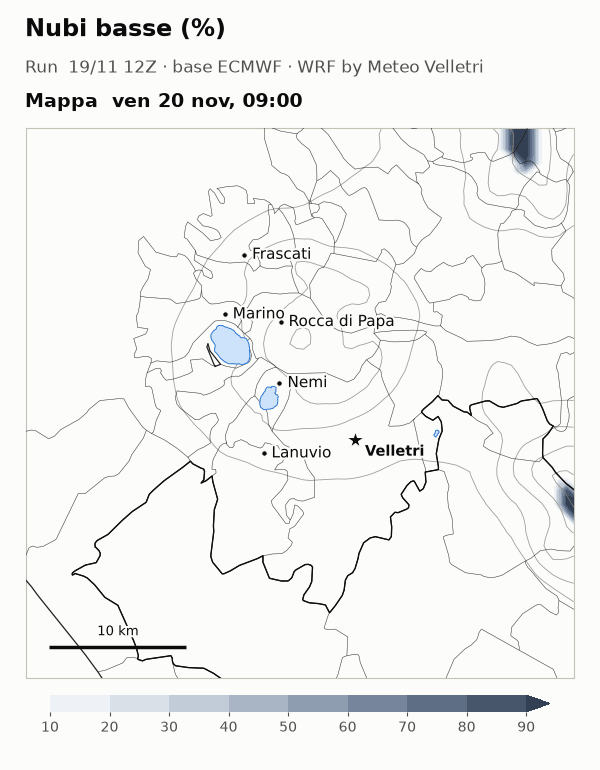 Nubi basse (%)
Run  19/11 12Z · base ECMWF · WRF by Meteo Velletri
Mappa  ven 20 nov, 09:00
Frascati
Marino
Rocca di Papa
Nemi
Velletri
Lanuvio
10 km
10 20 30 40 50 60 70 80 90